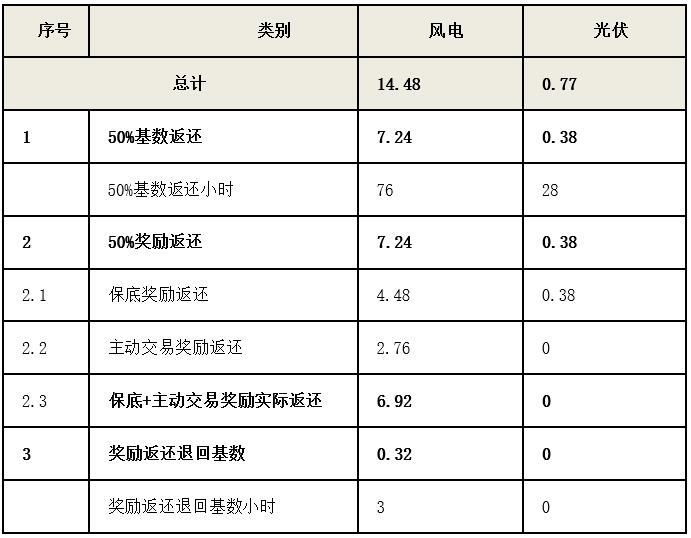 序号 类别 风电 光伏
总计 14.48 0.77
1 50%基数返还 7.24 0.38
50%基数返还小时 76 28
2 50%奖励返还 7.24 0.38
2.1 保底奖励返还 4.48 0.38
2.2 主动交易奖励返还 2.76 0
2.3 保底+主动交易奖励实际返还 6.92 0
3 奖励返还退回基数 0.32 0
奖励返还退回基数小时 3 0